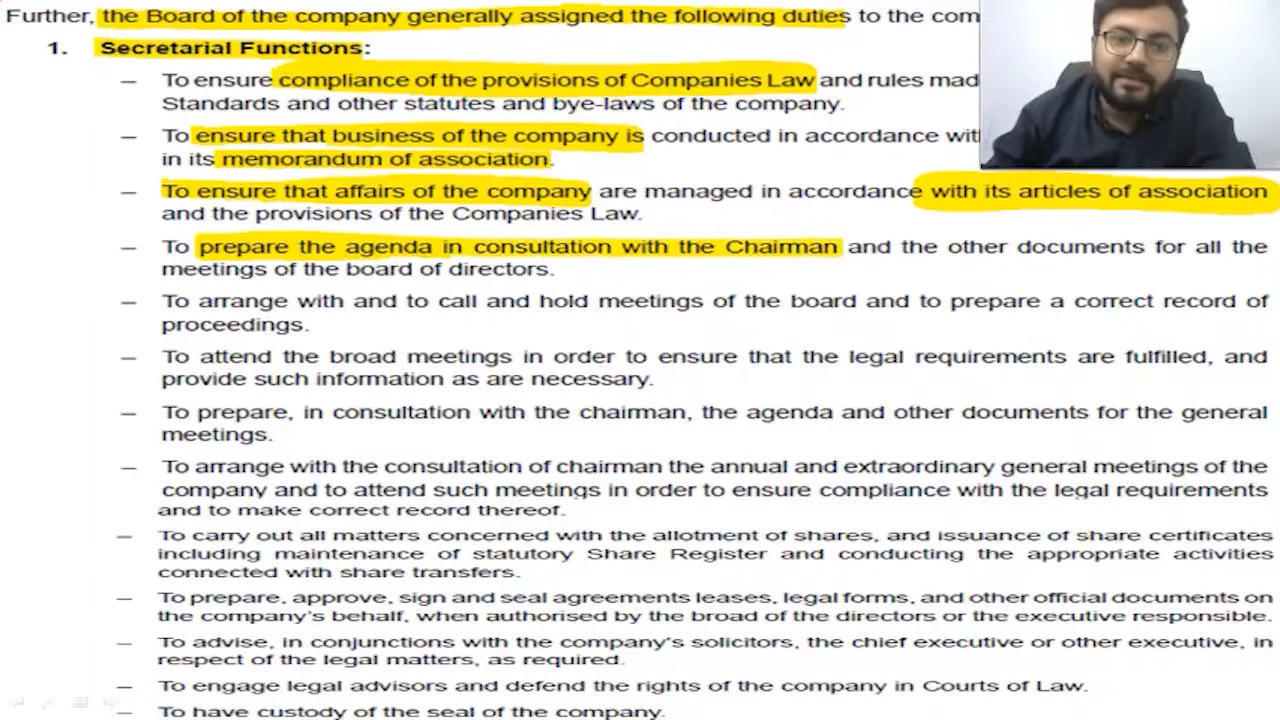 Further, the Board of the company generally assigned the following duties to the com
1. Secretarial Functions:
– To ensure compliance of the provisions of Companies Law and rules mad
Standards and other statutes and bye-laws of the company.
– To ensure that business of the company is conducted in accordance wit
in its memorandum of association.
– To ensure that affairs of the company are managed in accordance with its articles of association
and the provisions of the Companies Law.
– To prepare the agenda in consultation with the Chairman and the other documents for all the
meetings of the board of directors.
– To arrange with and to call and hold meetings of the board and to prepare a correct record of
proceedings.
– To attend the broad meetings in order to ensure that the legal requirements are fulfilled, and
provide such information as are necessary.
– To prepare, in consultation with the chairman, the agenda and other documents for the general
meetings.
– To arrange with the consultation of chairman the annual and extraordinary general meetings of the
company and to attend such meetings in order to ensure compliance with the legal requirements
and to make correct record thereof.
– To carry out all matters concerned with the allotment of shares, and issuance of share certificates
including maintenance of statutory Share Register and conducting the appropriate activities
connected with share transfers.
– To prepare, approve, sign and seal agreements leases, legal forms, and other official documents on
the company's behalf, when authorised by the broad of the directors or the executive responsible.
– To advise, in conjunctions with the company's solicitors, the chief executive or other executive, in
respect of the legal matters, as required.
– To engage legal advisors and defend the rights of the company in Courts of Law.
– To have custody of the seal of the company.